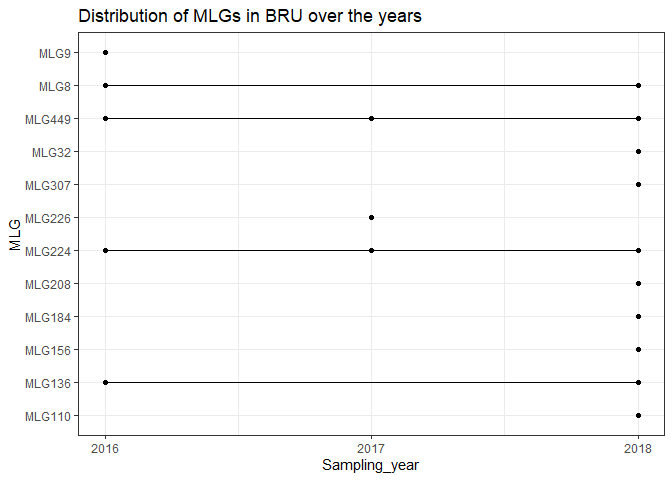 Distribution of MLGs in BRU over the years
MLG9
MLG8
MLG449
MLG32
MLG307
MLG226
MLG224
MLG208
MLG184
MLG156
MLG136
MLG110
MLG
2016 2017 2018
Sampling_year